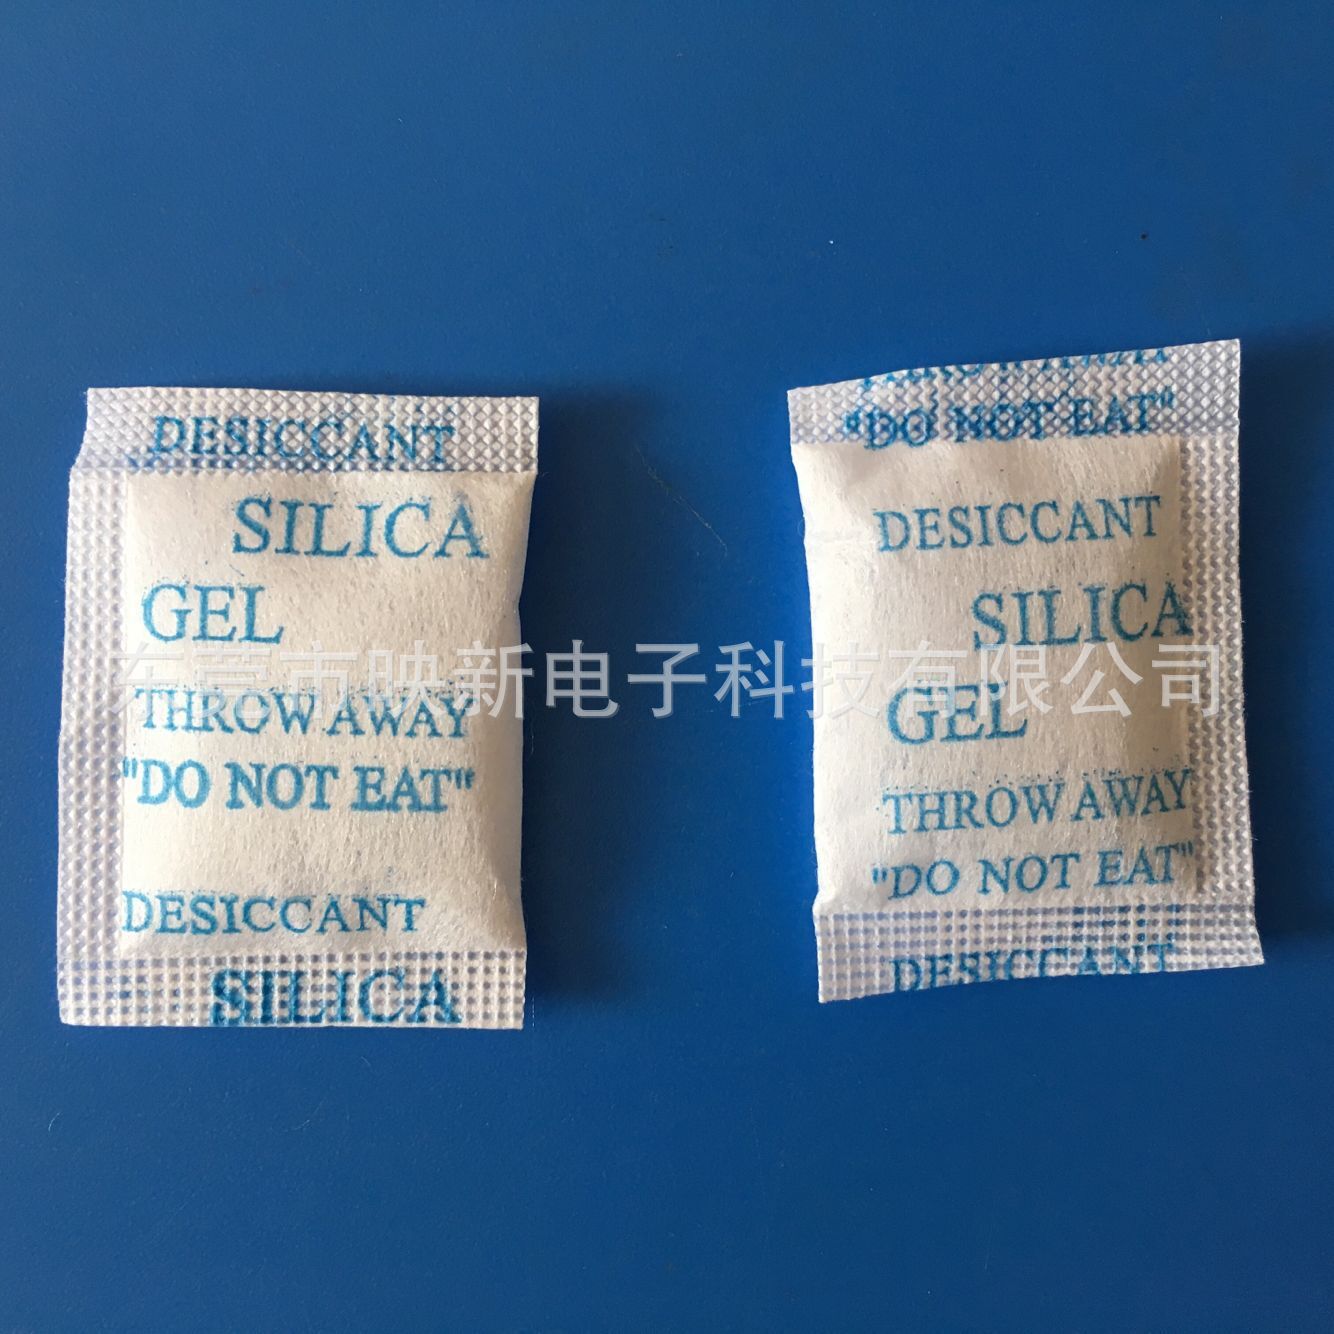 DESICCANT
SILICA
GEL
THROW AWAY
"DO NOT EAT"
DESICCANT
SILICA
"DO NOT EAT"
DESICCANT
SILICA
GEL
THROW AWAY
"DO NOT EAT"
DESICCANT
东莞市映新电子科技有限公司